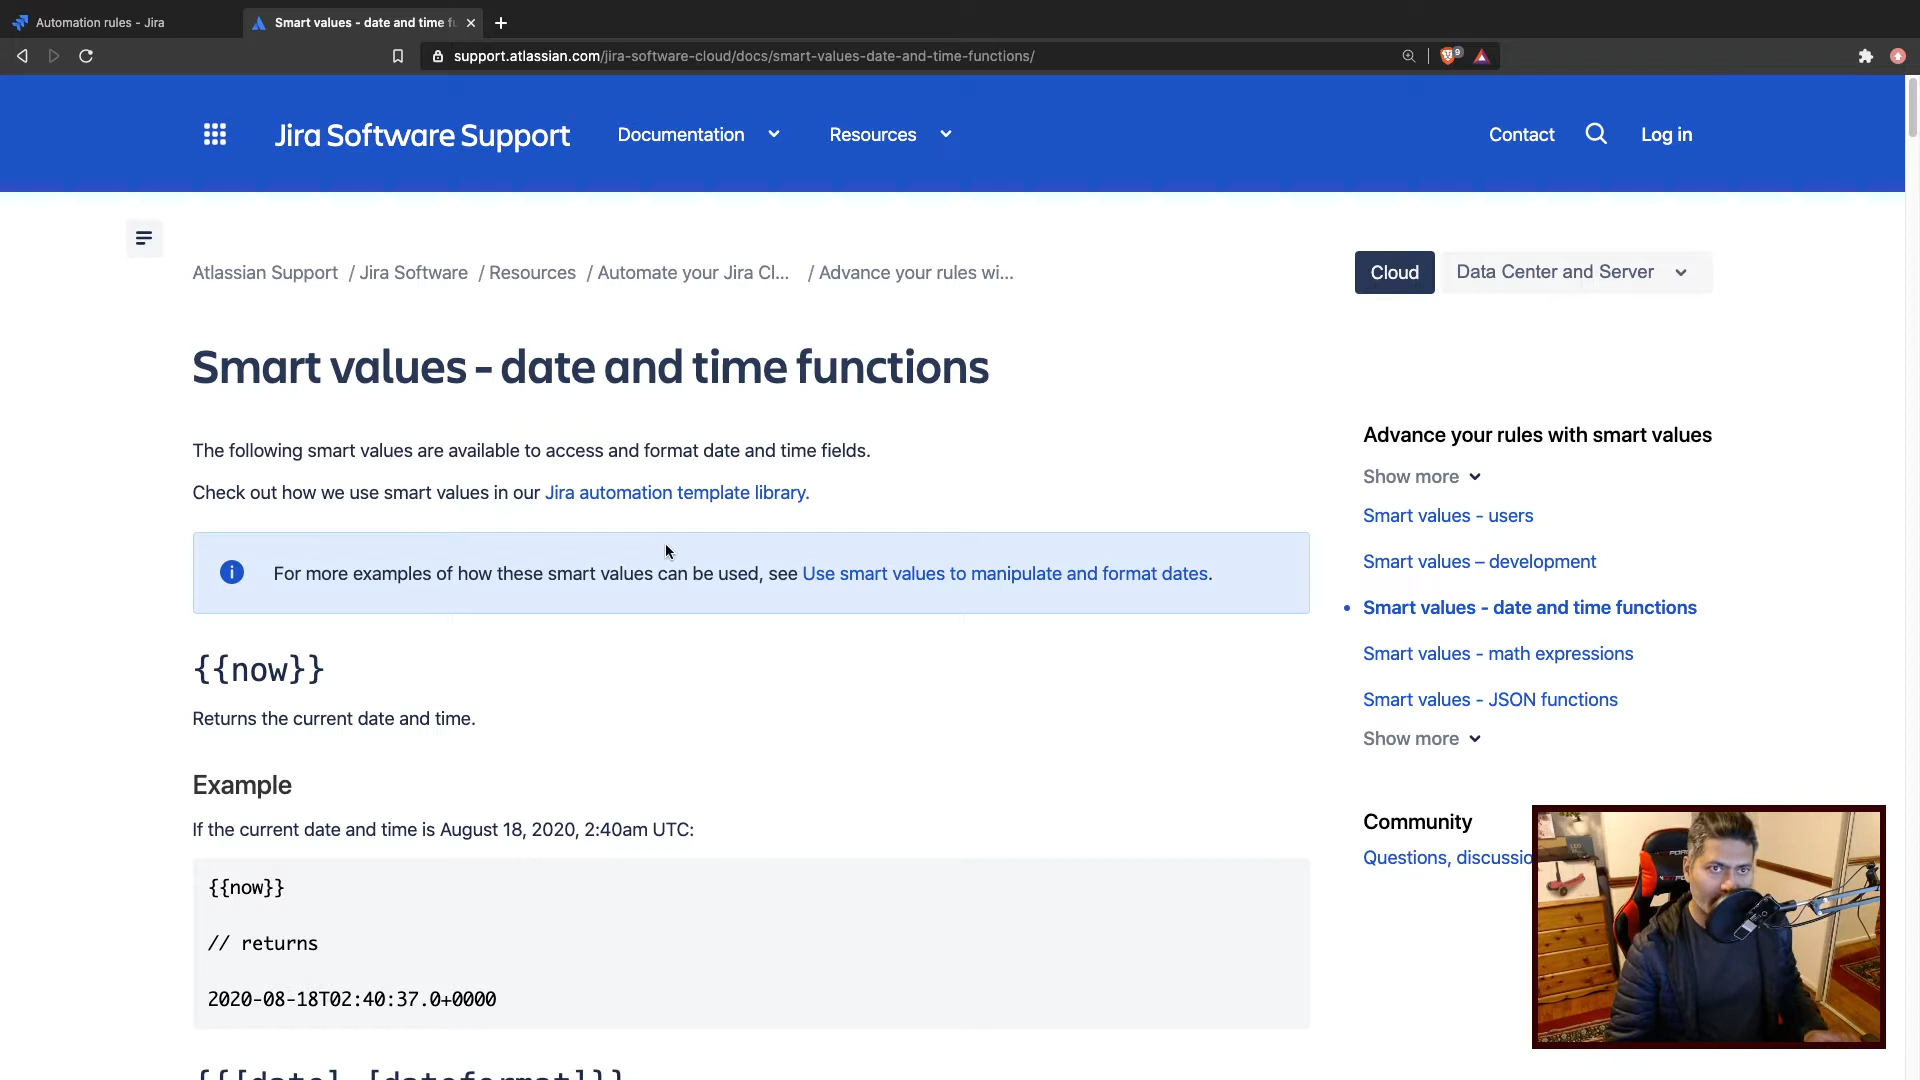 Automation rules - Jira
Smart values - date and time fu
support.atlassian.com/jira-software-cloud/docs/smart-values-date-and-time-functions/
9
Jira Software Support
Documentation
Resources
Contact
Log in
Atlassian Support / Jira Software / Resources / Automate your Jira Cl... / Advance your rules wi...
Cloud
Data Center and Server
Smart values - date and time functions
The following smart values are available to access and format date and time fields.
Check out how we use smart values in our Jira automation template library.
For more examples of how these smart values can be used, see Use smart values to manipulate and format dates.
{{now}}
Returns the current date and time.
Example
If the current date and time is August 18, 2020, 2:40am UTC:
{{now}}
// returns
2020-08-18T02:40:37.0+0000
{{[date].[dateformat]}}
Advance your rules with smart values
Show more
Smart values - users
Smart values – development
• Smart values - date and time functions
Smart values - math expressions
Smart values - JSON functions
Show more
Community
Questions, discussio